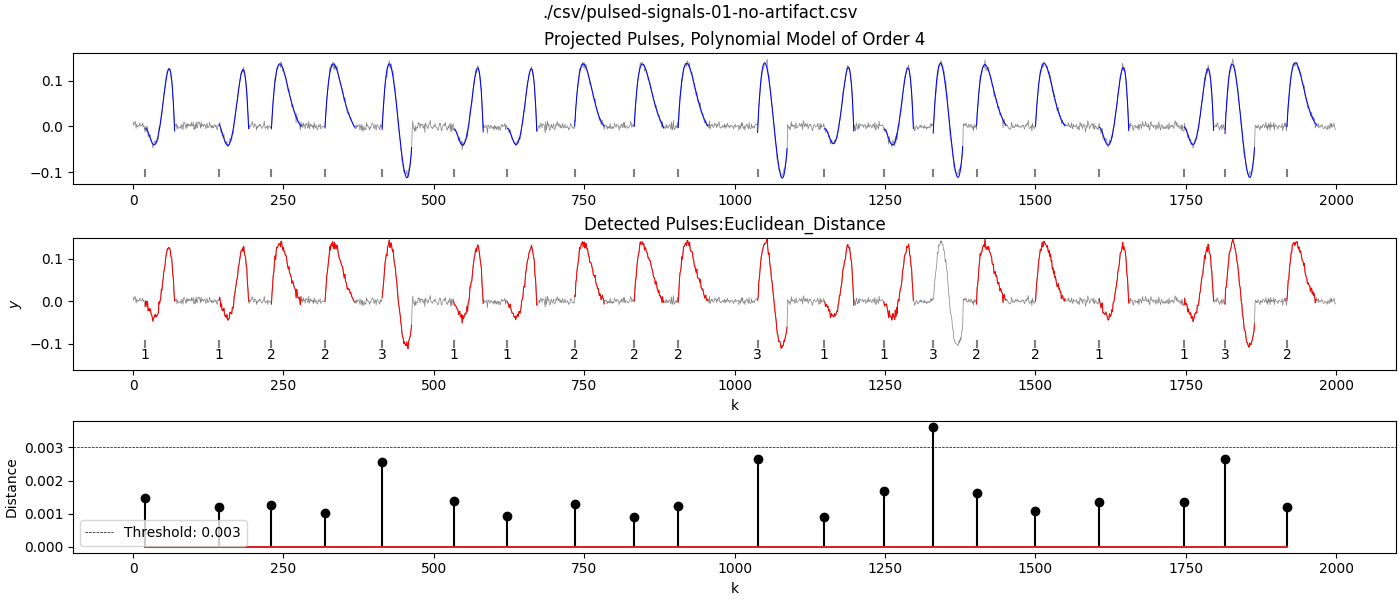 ./csv/pulsed-signals-01-no-artifact.csv
Projected Pulses, Polynomial Model of Order 4
0.1
0.0
−0.1
0 250 500 750 1000 1250 1500 1750 2000
Detected Pulses:Euclidean_Distance
0.1
0.0
−0.1
y
1 1 2 2 3 1 1 2 2 2 3 1 1 3 2 2 1 1 3 2
0 250 500 750 1000 1250 1500 1750 2000
k
0.003
0.002
0.001
0.000
Distance
Threshold: 0.003
0 250 500 750 1000 1250 1500 1750 2000
k